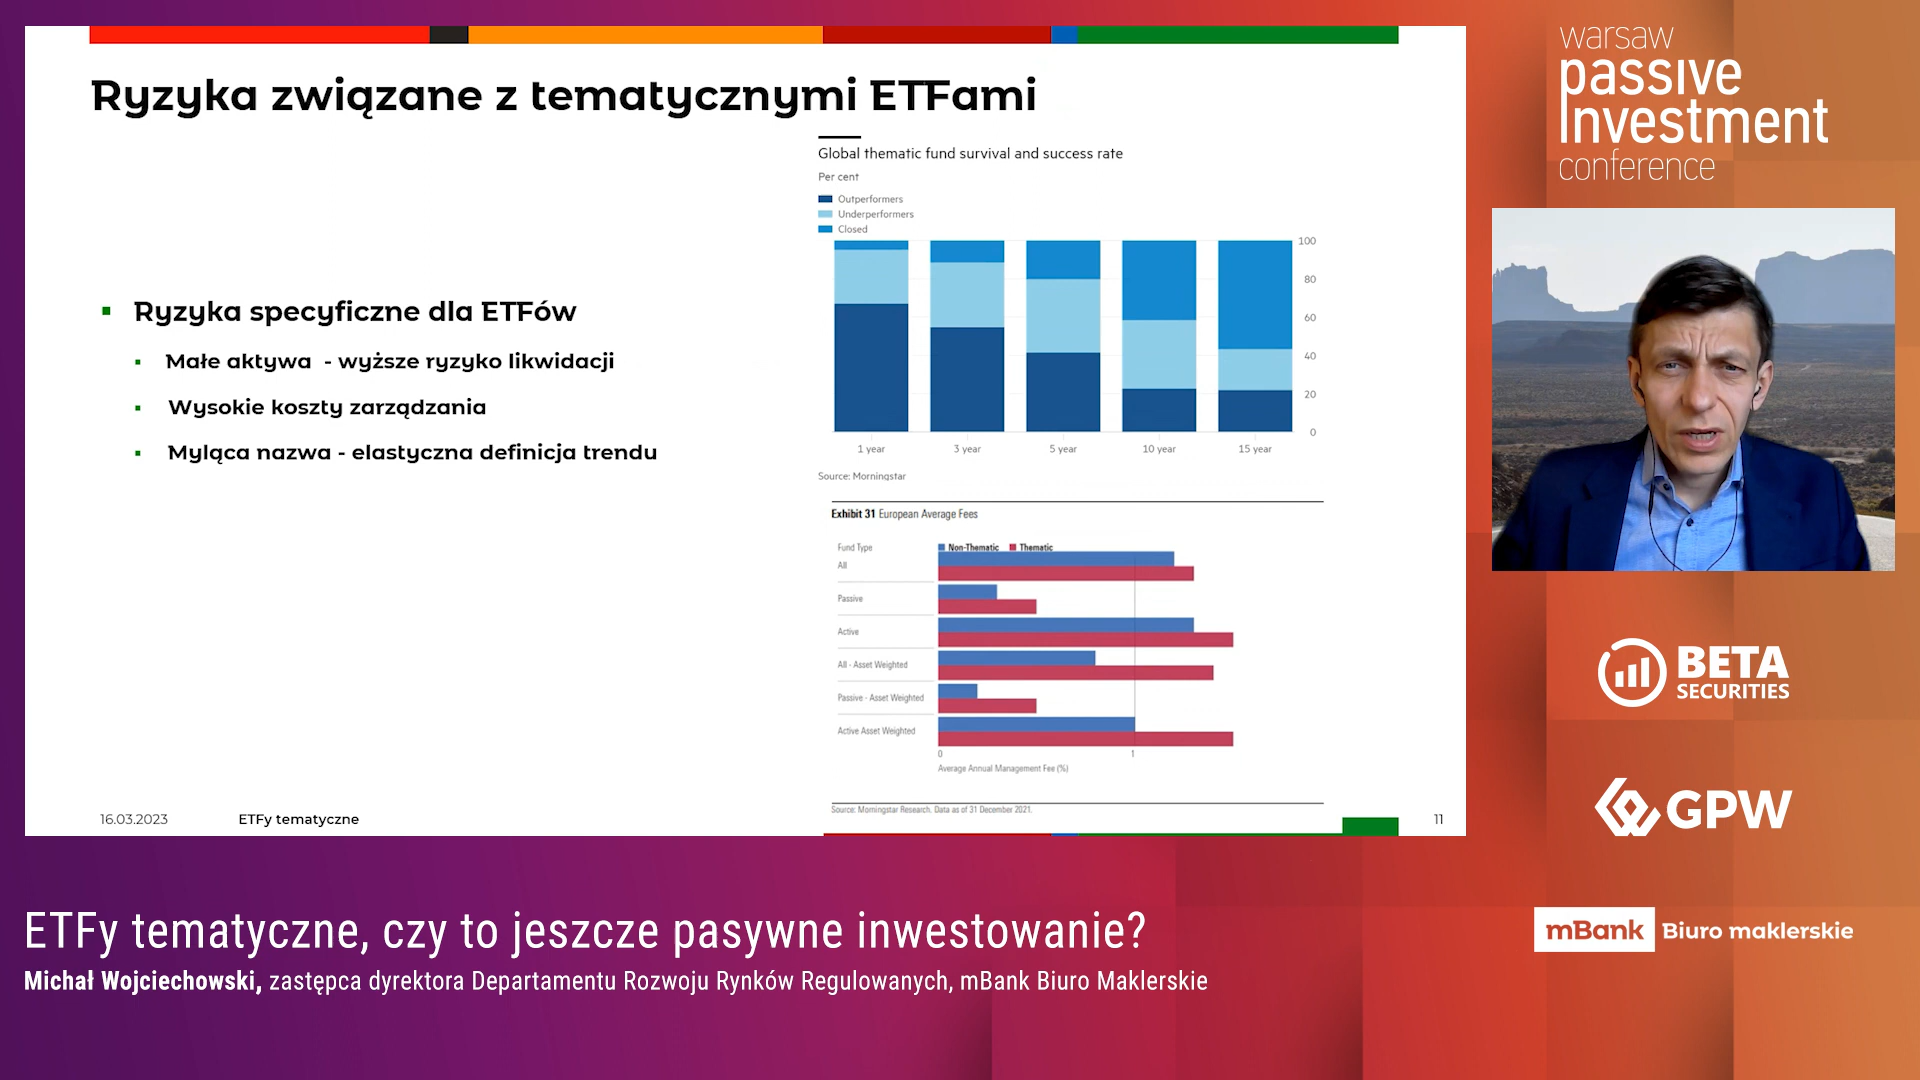 Ryzyka związane z tematycznymi ETFami
Ryzyka specyficzne dla ETFów
Małe aktywa - wyższe ryzyko likwidacji
Wysokie koszty zarządzania
Myląca nazwa - elastyczna definicja trendu
Global thematic fund survival and success rate
Per cent
Outperformers
Underperformers
Closed
100
80
60
40
20
0
1 year 3 year 5 year 10 year 15 year
Source: Morningstar
Exhibit 31 European Average Fees
Fund Type Non-Thematic Thematic
All
Passive
Active
All - Asset Weighted
Passive - Asset Weighted
Active Asset Weighted
0 1
Average Annual Management Fee (%)
Source: Morningstar Research. Data as of 31 December 2021.
16.03.2023 ETFy tematyczne 11
warsaw
passive
Investment
conference
BETA
SECURITIES
GPW
mBank Biuro maklerskie
ETFy tematyczne, czy to jeszcze pasywne inwestowanie?
Michał Wojciechowski, zastępca dyrektora Departamentu Rozwoju Rynków Regulowanych, mBank Biuro Maklerskie